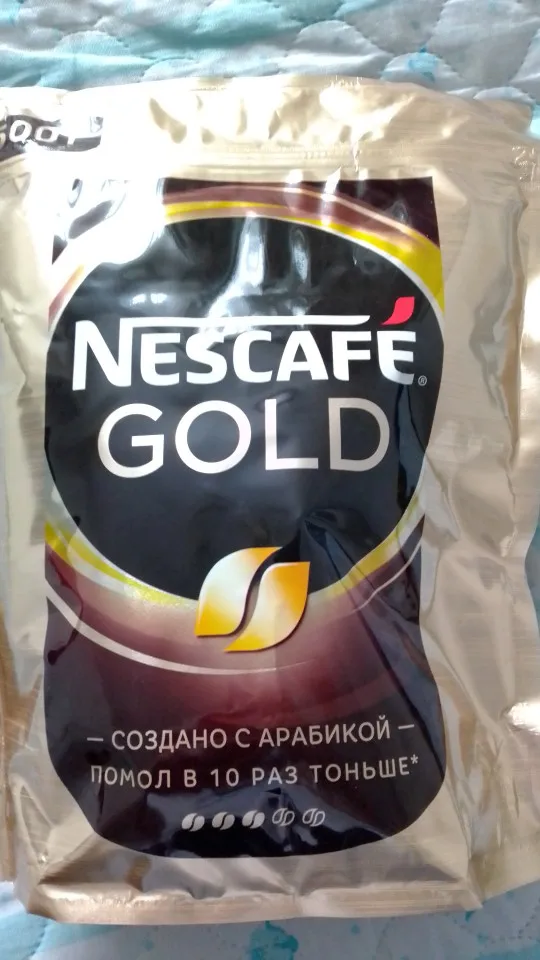 NESCAFÉ®
GOLD
— СОЗДАНО С АРАБИКОЙ —
ПОМОЛ В 10 РАЗ ТОНЬШЕ*